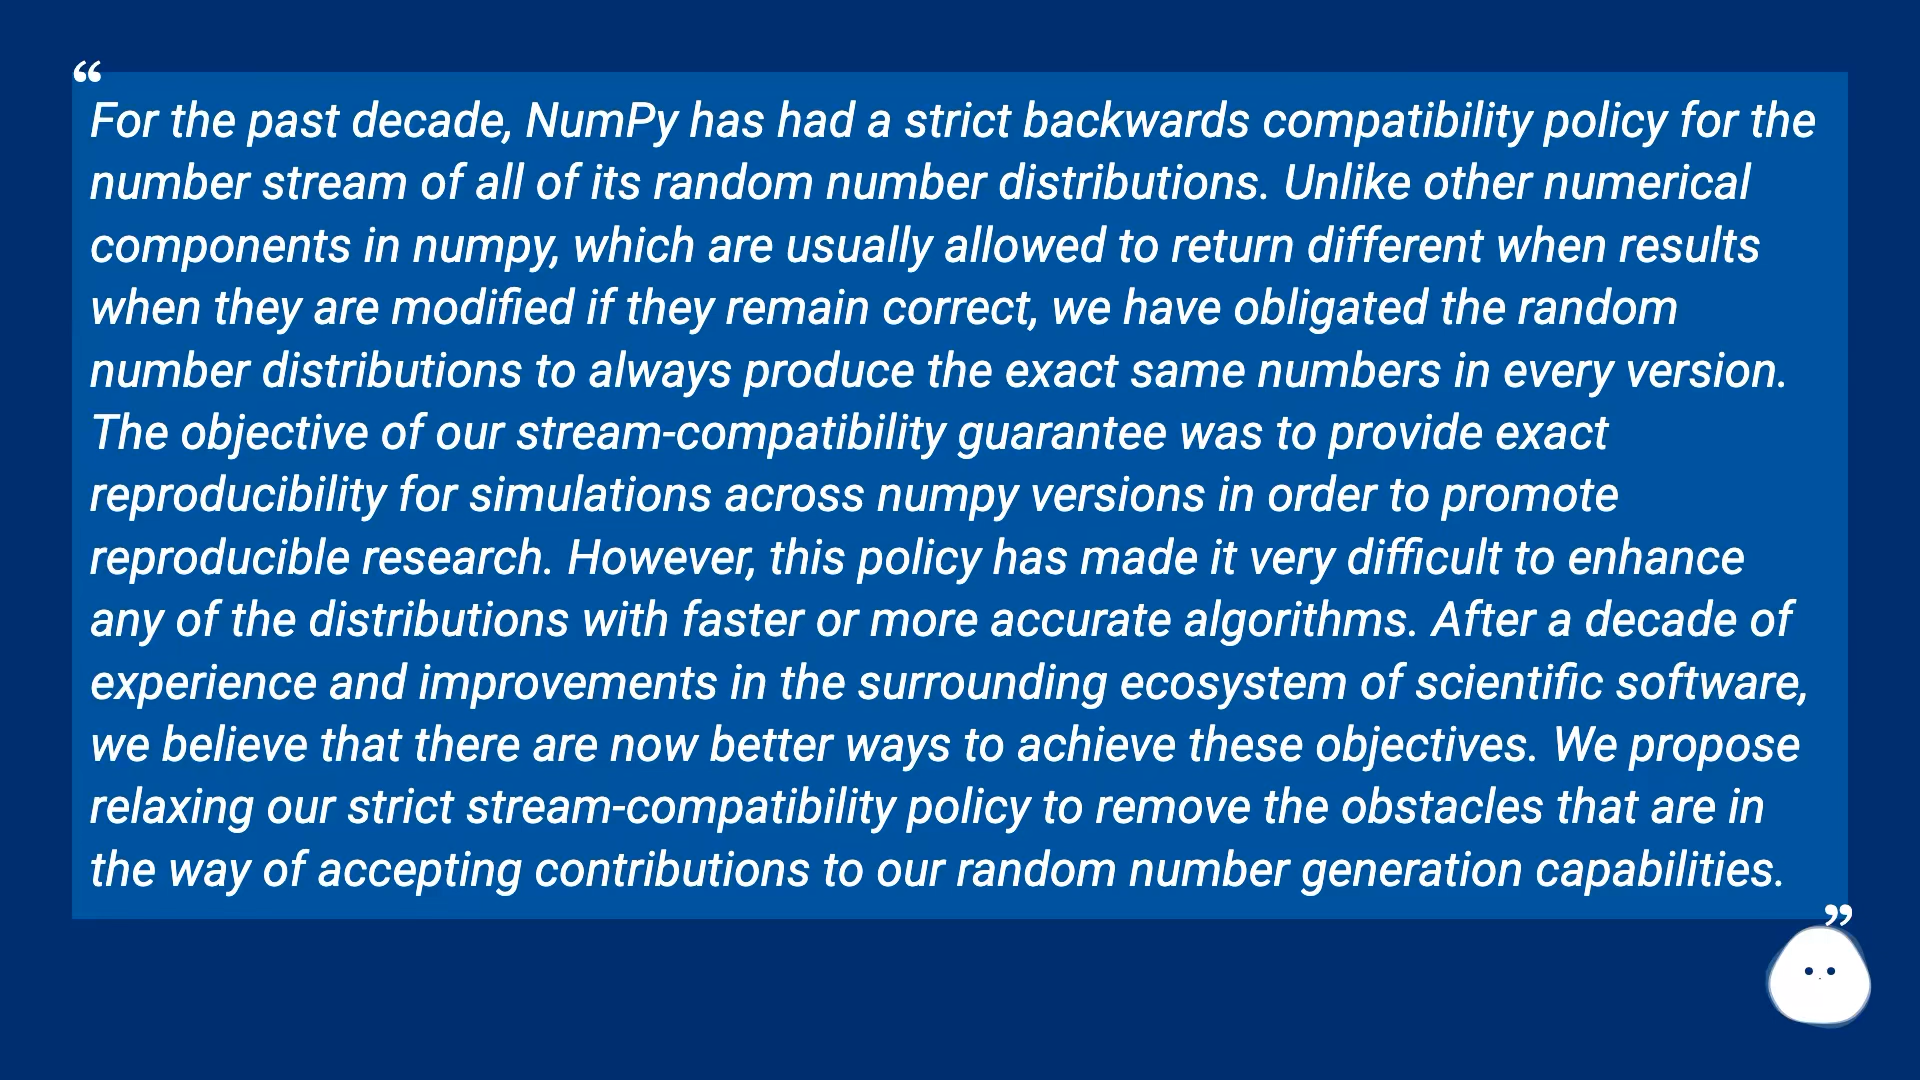 “
For the past decade, NumPy has had a strict backwards compatibility policy for the
number stream of all of its random number distributions. Unlike other numerical
components in numpy, which are usually allowed to return different when results
when they are modified if they remain correct, we have obligated the random
number distributions to always produce the exact same numbers in every version.
The objective of our stream-compatibility guarantee was to provide exact
reproducibility for simulations across numpy versions in order to promote
reproducible research. However, this policy has made it very difficult to enhance
any of the distributions with faster or more accurate algorithms. After a decade of
experience and improvements in the surrounding ecosystem of scientific software,
we believe that there are now better ways to achieve these objectives. We propose
relaxing our strict stream-compatibility policy to remove the obstacles that are in
the way of accepting contributions to our random number generation capabilities.
”